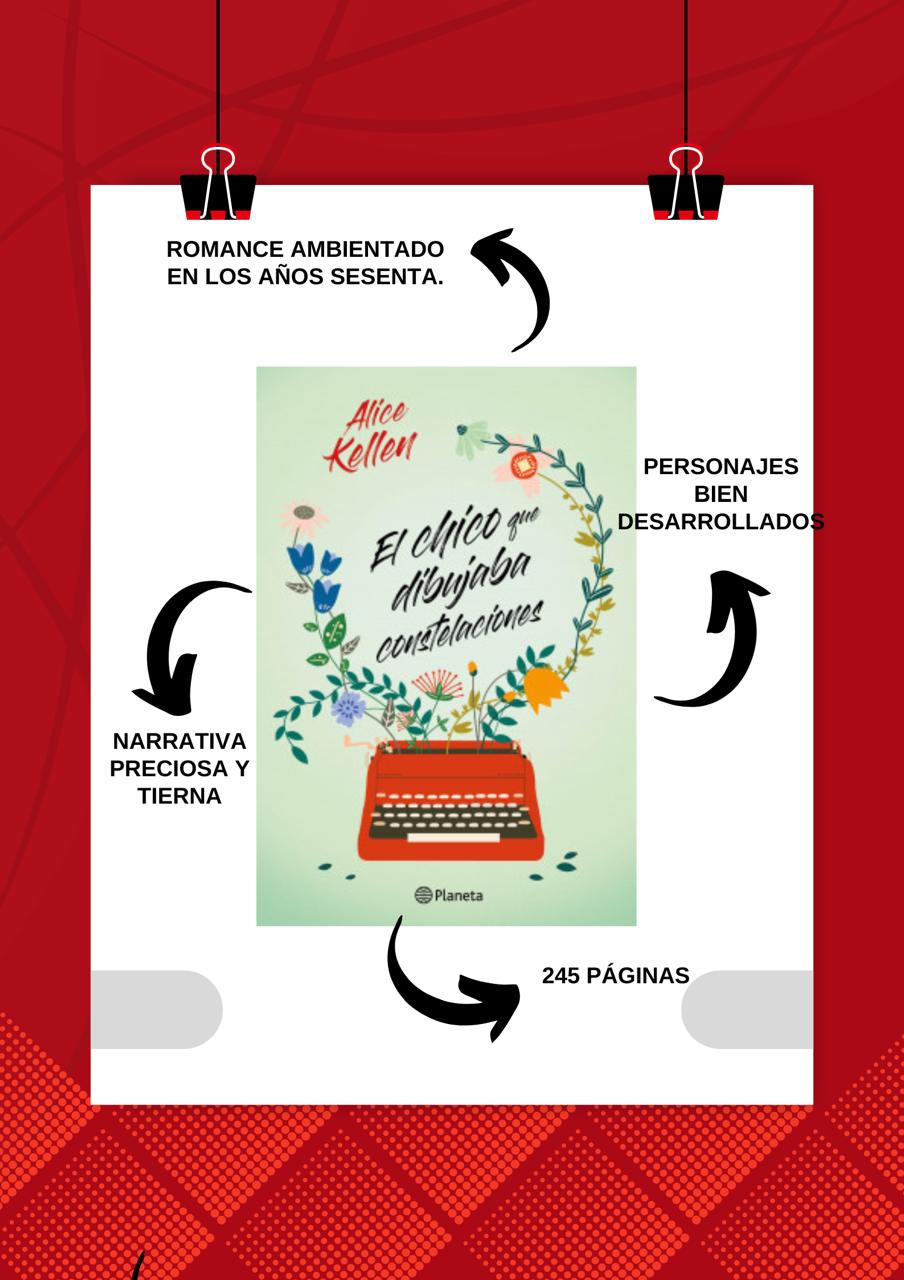 ROMANCE AMBIENTADO
EN LOS AÑOS SESENTA.
Alice
Kellen
PERSONAJES
BIEN
DESARROLLADOS
El chico que
dibujaba
constelaciones
NARRATIVA
PRECIOSA Y
TIERNA
Planeta
245 PÁGINAS